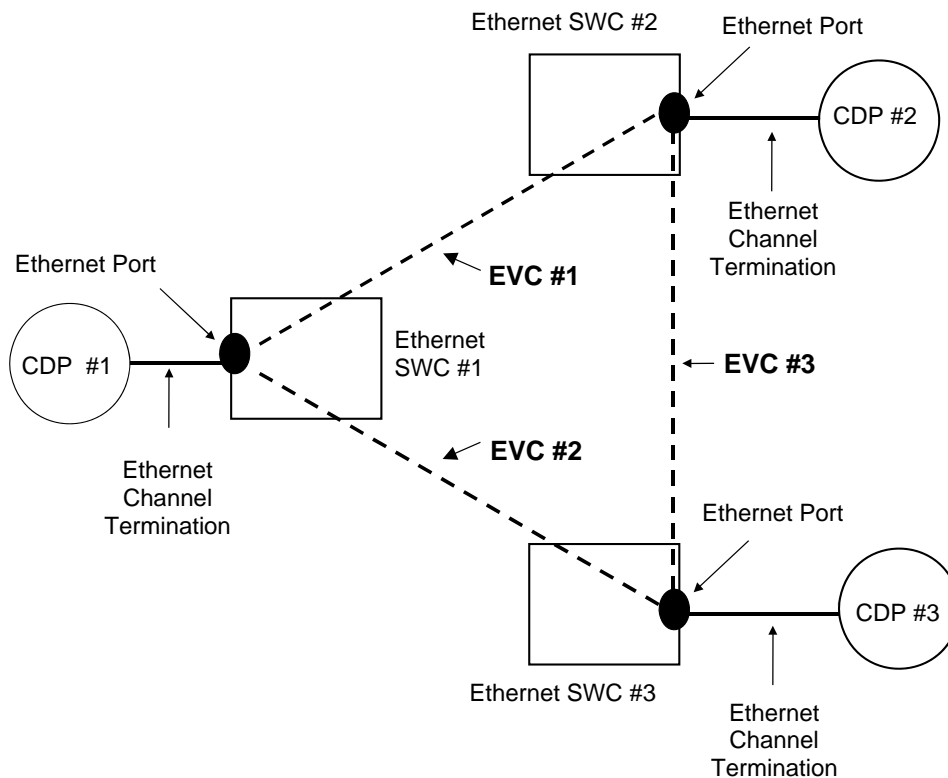 Ethernet SWC #2
Ethernet Port
CDP #2
Ethernet
Channel
Termination
Ethernet Port
EVC #1
CDP #1
Ethernet
SWC #1
EVC #3
EVC #2
Ethernet
Channel
Termination
Ethernet Port
CDP #3
Ethernet SWC #3
Ethernet
Channel
Termination